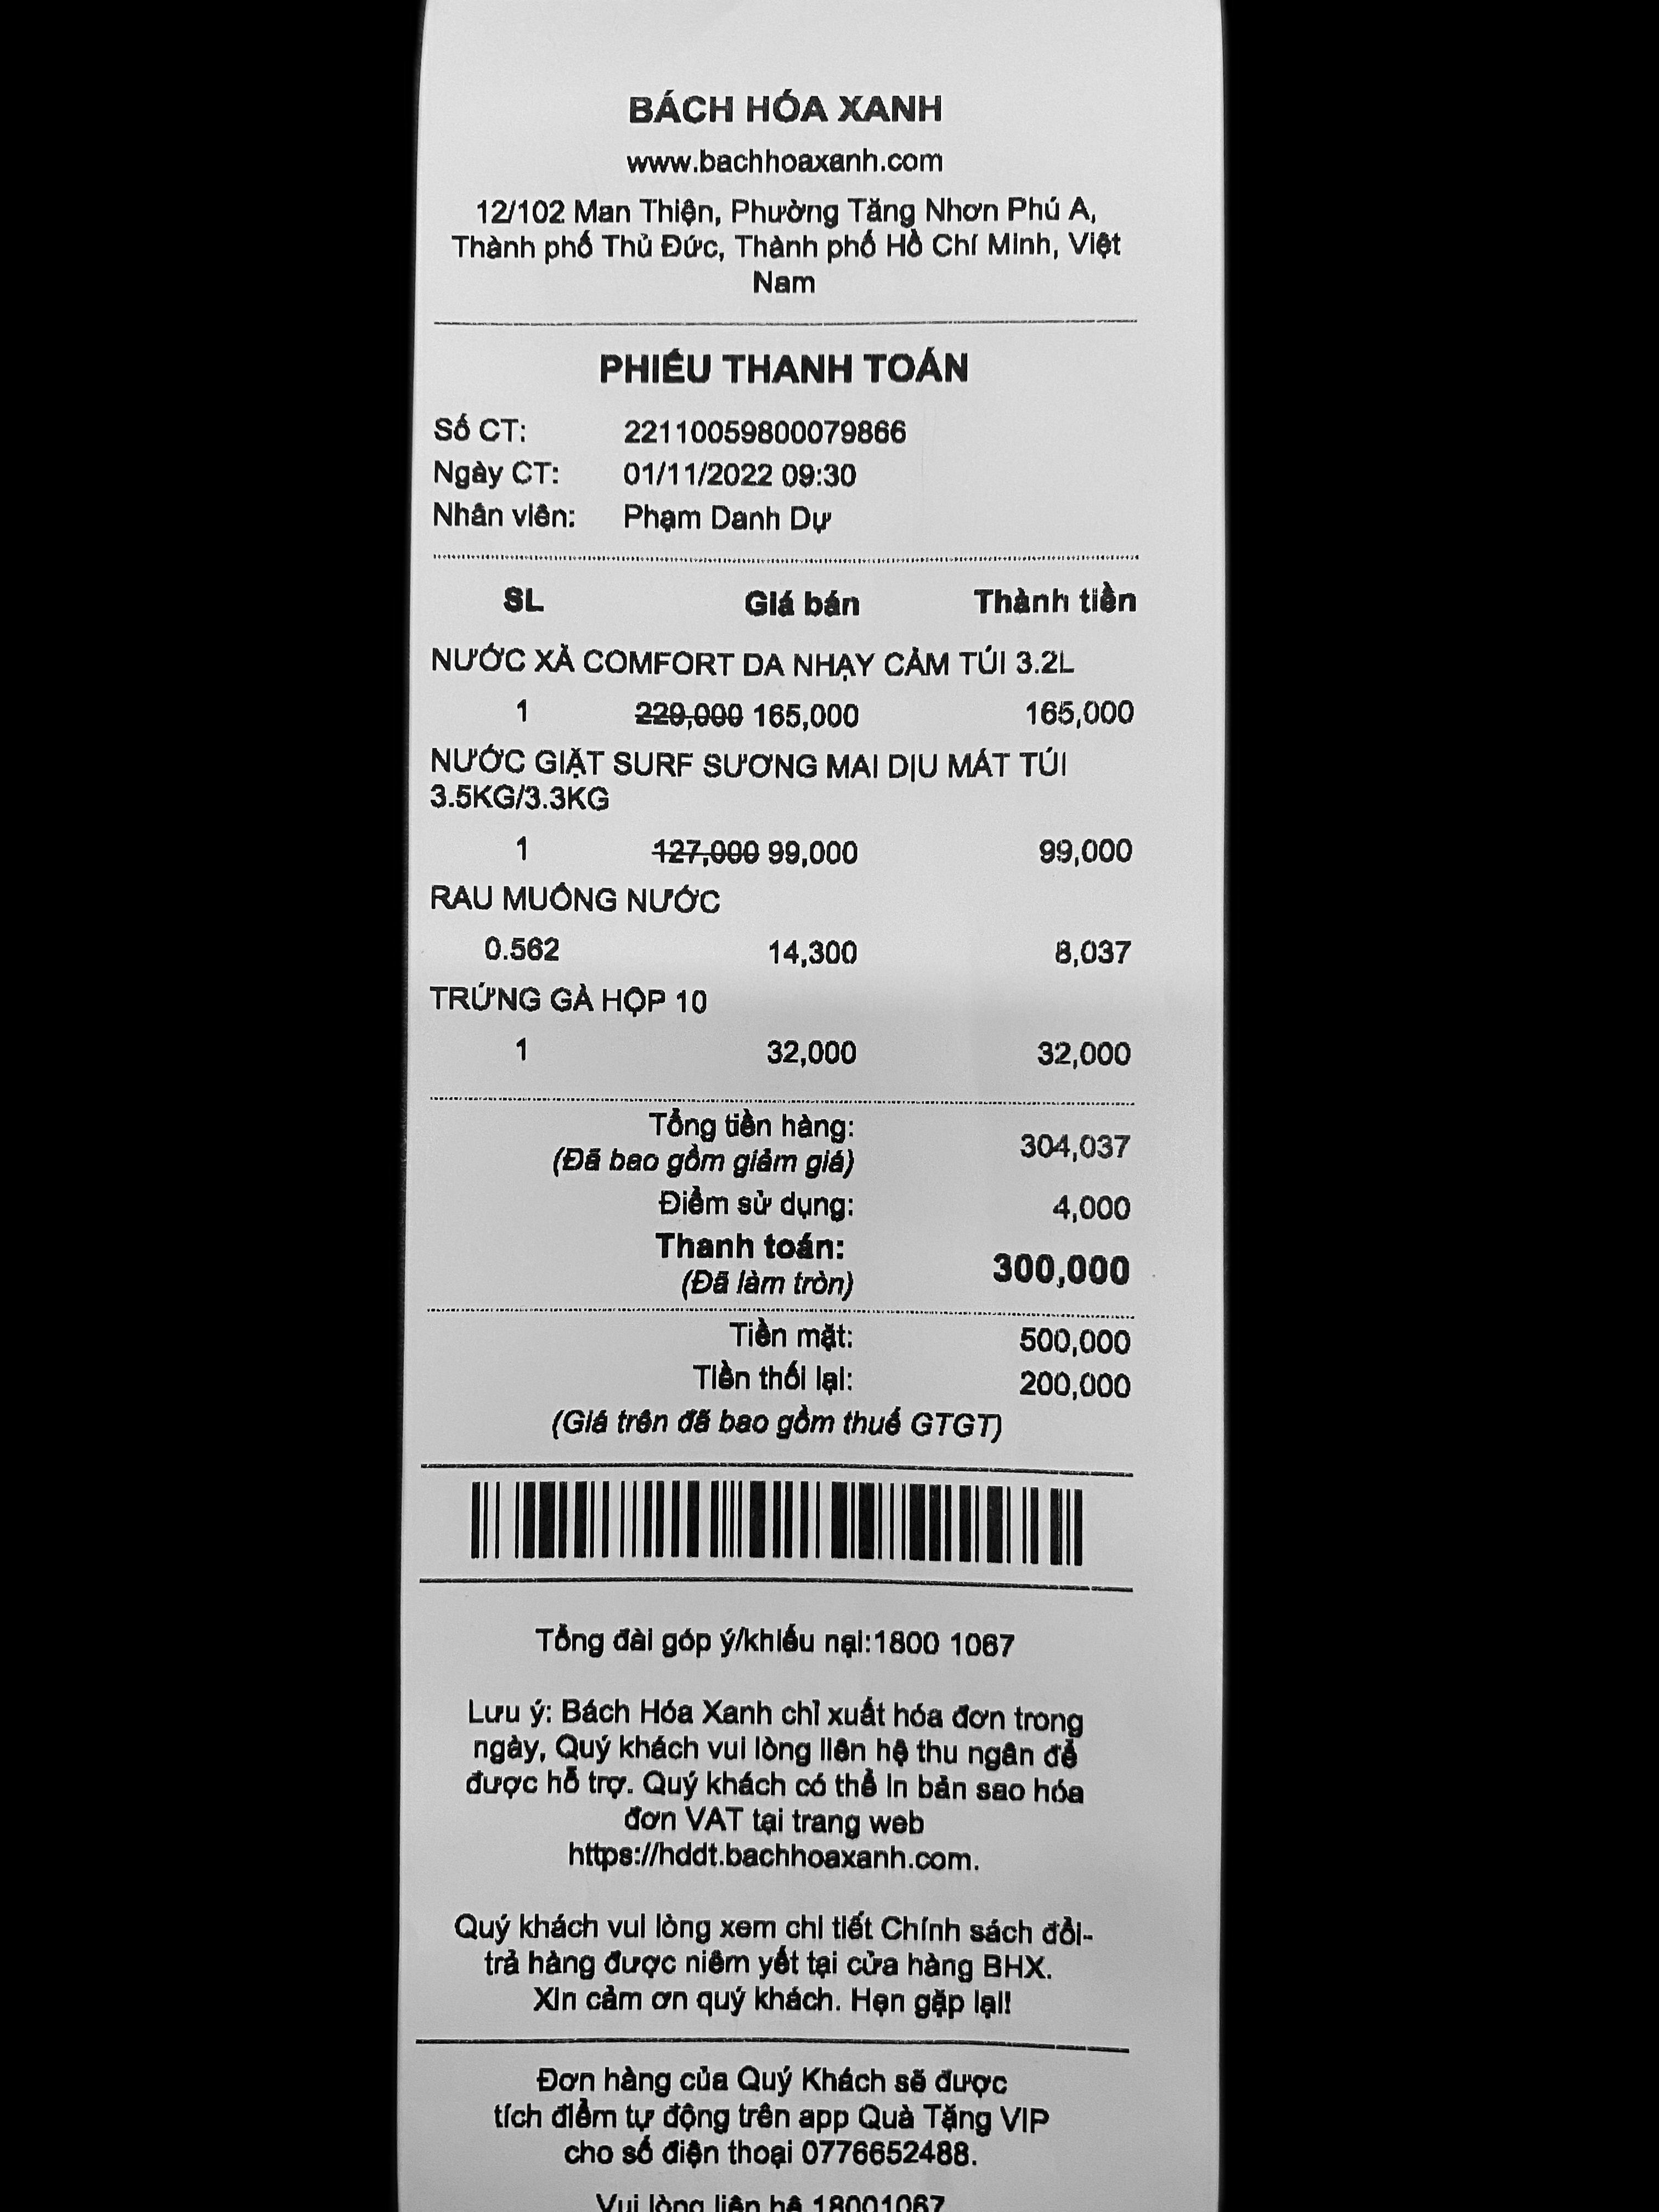 BÁCH HÓA XANH
www.bachhoaxanh.com
12/102 Man Thiện, Phường Tăng Nhơn Phú A,
Thành phố Thủ Đức, Thành phố Hồ Chí Minh, Việt
Nam
PHIẾU THANH TOÁN
Số CT: 22110059800079866
Ngày CT: 01/11/2022 09:30
Nhân viên: Phạm Danh Dự
SL Giá bán Thành tiền
NƯỚC XẢ COMFORT DA NHẠY CẢM TÚI 3.2L
1 229,000 165,000 165,000
NƯỚC GIẶT SURF SƯƠNG MAI DỊU MÁT TÚI
3.5KG/3.3KG
1 127,000 99,000 99,000
RAU MUỐNG NƯỚC
0.562 14,300 8,037
TRỨNG GÀ HỘP 10
1 32,000 32,000
Tổng tiền hàng: 304,037
(Đã bao gồm giảm giá)
Điểm sử dụng: 4,000
Thanh toán: 300,000
(Đã làm tròn)
Tiền mặt: 500,000
Tiền thối lại: 200,000
(Giá trên đã bao gồm thuế GTGT)
Tổng đài góp ý/khiếu nại:1800 1067
Lưu ý: Bách Hóa Xanh chỉ xuất hóa đơn trong
ngày, Quý khách vui lòng liên hệ thu ngân để
được hỗ trợ. Quý khách có thể in bản sao hóa
đơn VAT tại trang web
https://hddt.bachhoaxanh.com.
Quý khách vui lòng xem chi tiết Chính sách đổi-
trả hàng được niêm yết tại cửa hàng BHX.
Xin cảm ơn quý khách. Hẹn gặp lại!
Đơn hàng của Quý Khách sẽ được
tích điểm tự động trên app Quà Tặng VIP
cho số điện thoại 0776652488.
Vui lòng liên hệ 18001067